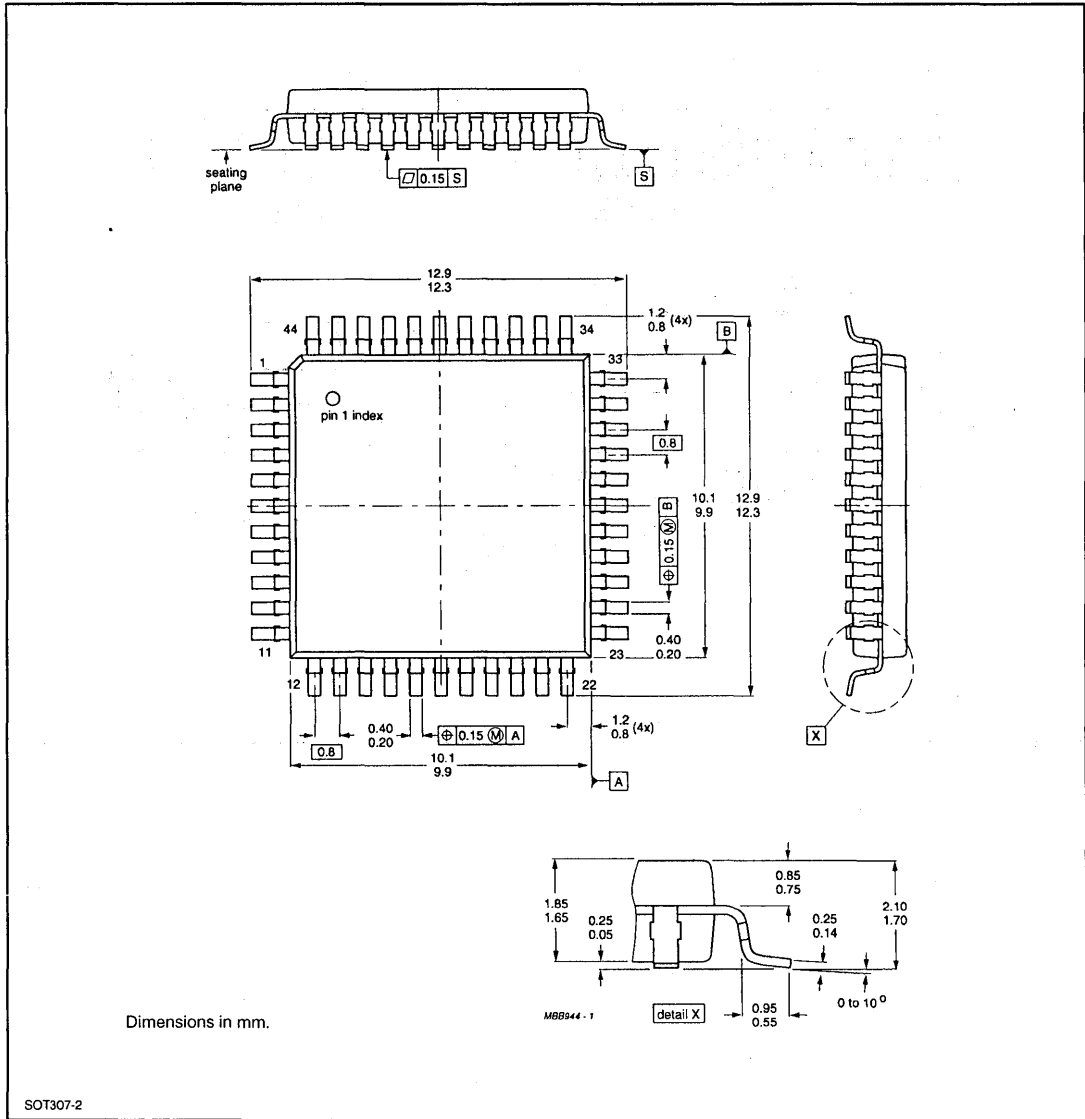 seating
plane
0.15 S
S
12.9
12.3
44
34
1.2
0.8 (4x)
B
1
33
pin 1 index
0.8
10.1
9.9
12.9
12.3
0.15 Ⓜ B
0.40
0.20
11
23
12
22
0.8
0.40
0.20
0.15 Ⓜ A
1.2
0.8 (4x)
10.1
9.9
A
X
1.85
1.65
0.25
0.05
0.85
0.75
2.10
1.70
0.25
0.14
0 to 10°
0.95
0.55
MBB944 - 1
detail X
Dimensions in mm.
SOT307-2